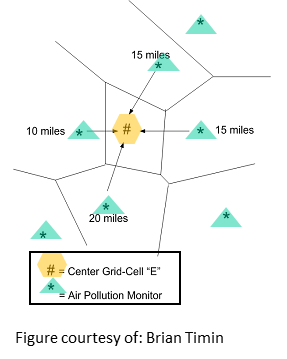 *
15 miles
*
10 miles
*
#
*
15 miles
*
20 miles
*
*
# = Center Grid-Cell "E"
* = Air Pollution Monitor
Figure courtesy of: Brian Timin